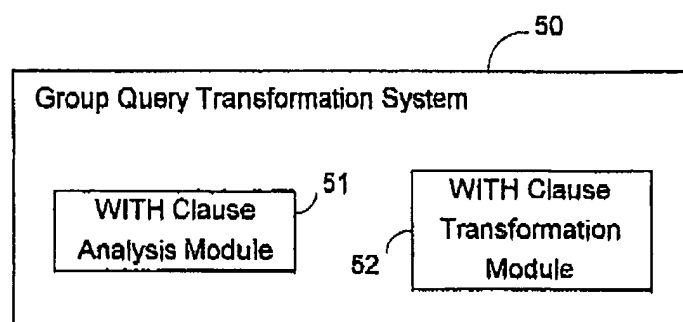 50
Group Query Transformation System
51
WITH Clause
Analysis Module
52
WITH Clause
Transformation
Module